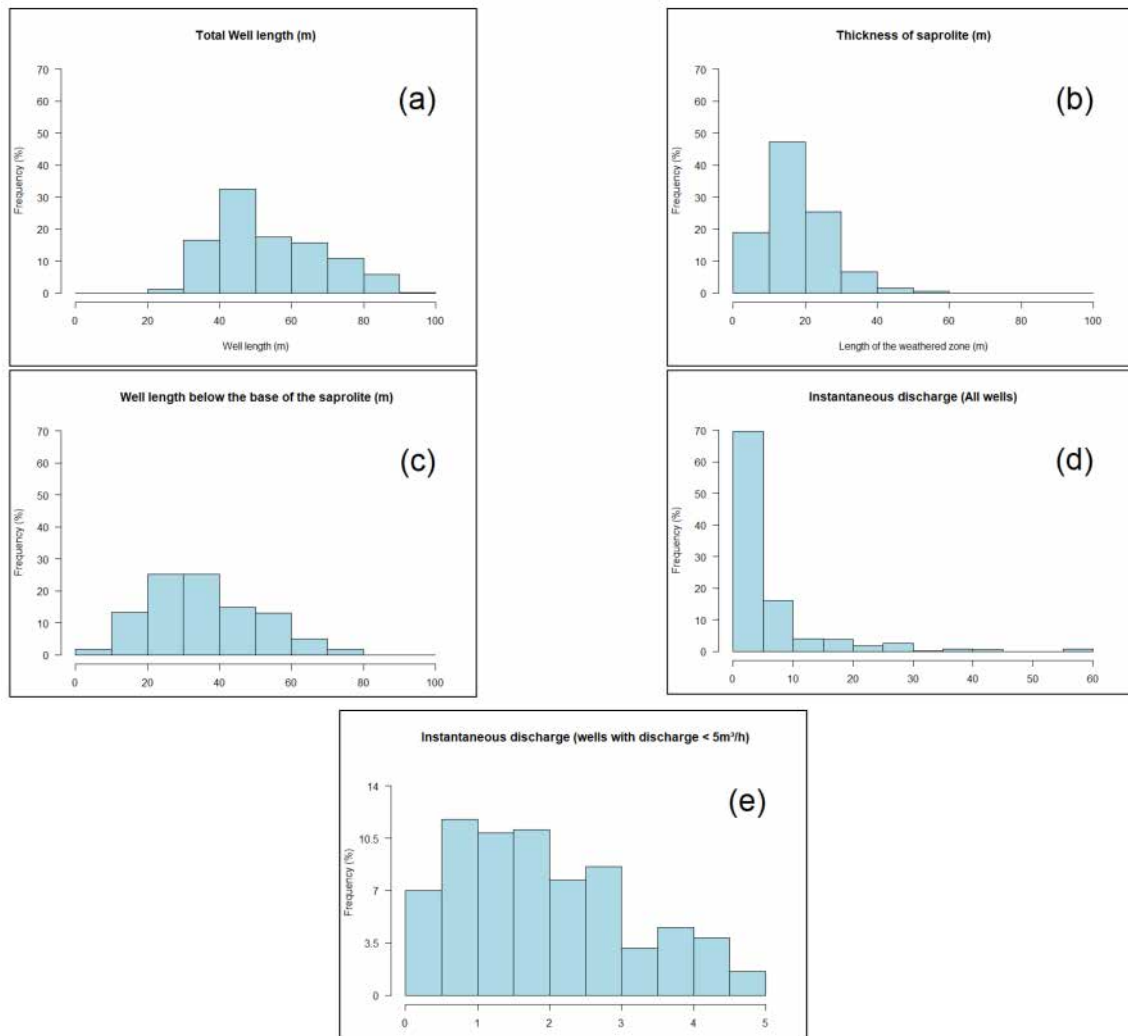 Total Well length (m)
(a)
70
60
50
40
30
20
10
0
Frequency (%)
0 20 40 60 80 100
Well length (m)
Thickness of saprolite (m)
(b)
70
60
50
40
30
20
10
0
Frequency (%)
0 20 40 60 80 100
Length of the weathered zone (m)
Well length below the base of the saprolite (m)
(c)
70
60
50
40
30
20
10
0
Frequency (%)
0 20 40 60 80 100
Instantaneous discharge (All wells)
(d)
70
60
50
40
30
20
10
0
Frequency (%)
0 10 20 30 40 50 60
Instantaneous discharge (wells with discharge < 5m³/h)
(e)
14
10.5
7
3.5
0
Frequency (%)
0 1 2 3 4 5